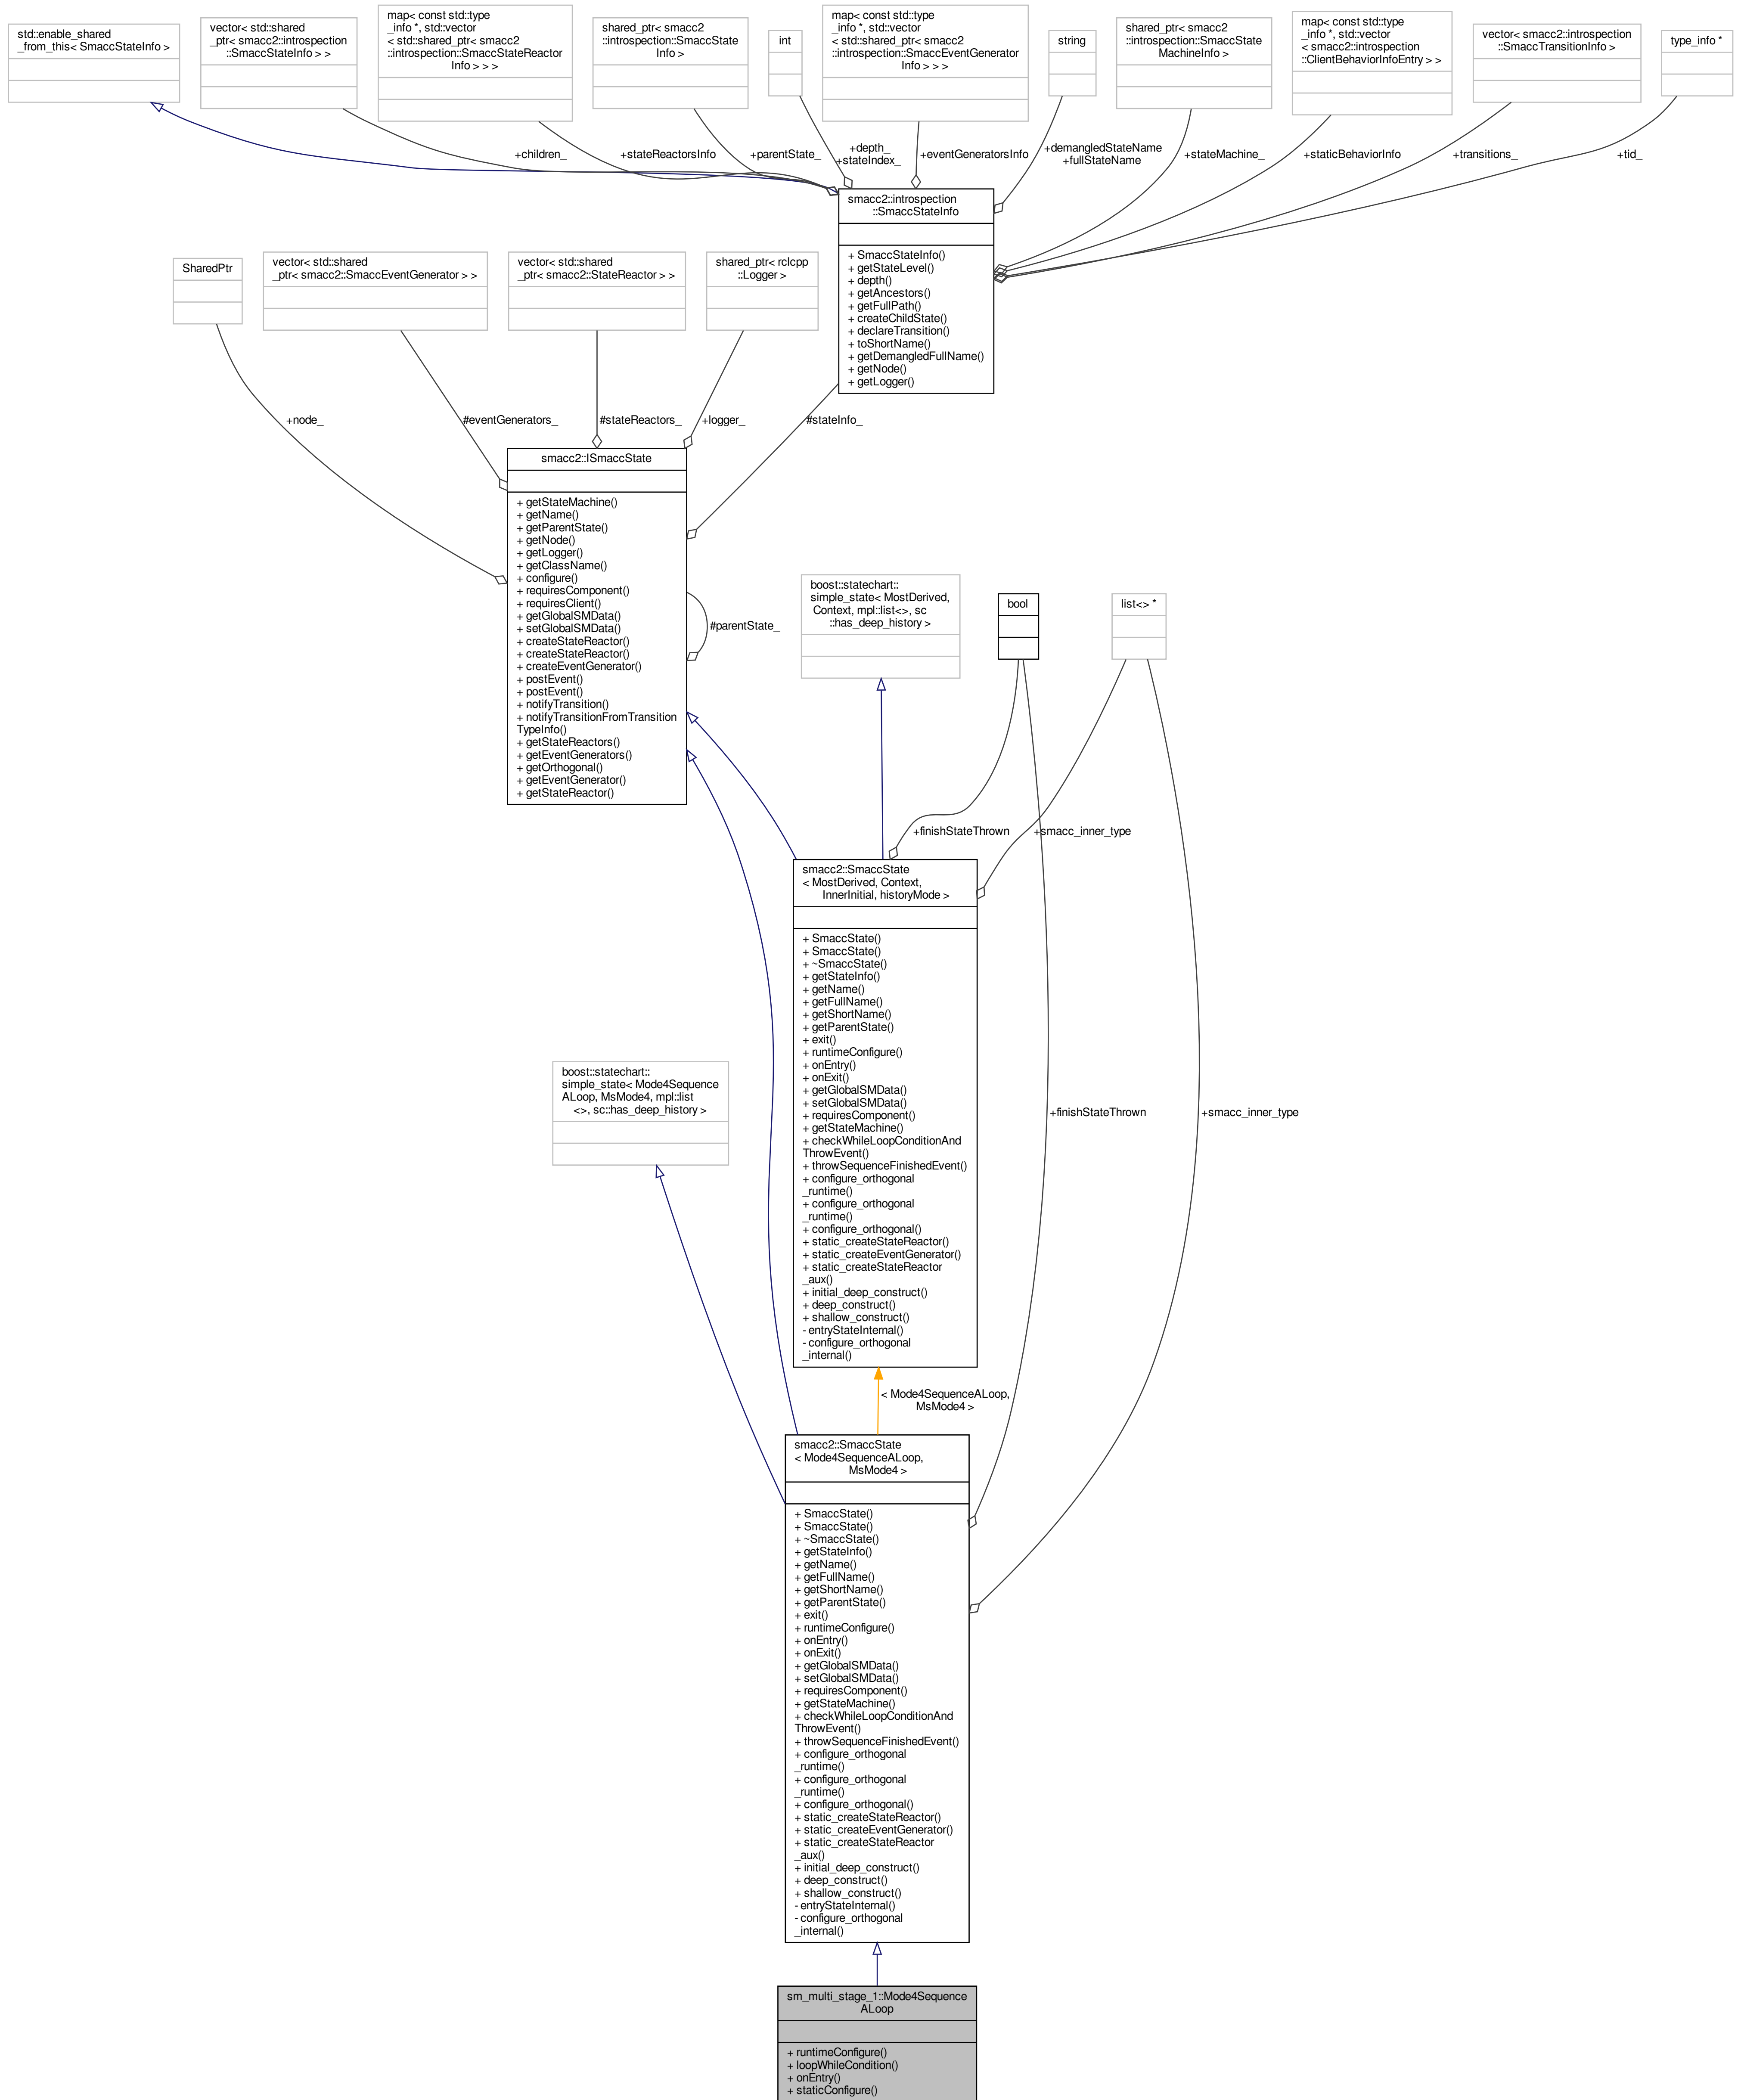 std::enable_shared
_from_this< SmaccStateInfo >
vector< std::shared
_ptr< smacc2::introspection
::SmaccStateInfo > >
map< const std::type
_info *, std::vector
< std::shared_ptr< smacc2
::introspection::SmaccStateReactor
Info > > >
shared_ptr< smacc2
::introspection::SmaccState
Info >
int
map< const std::type
_info *, std::vector
< std::shared_ptr< smacc2
::introspection::SmaccEventGenerator
Info > > >
string
shared_ptr< smacc2
::introspection::SmaccState
MachineInfo >
map< const std::type
_info *, std::vector
< smacc2::introspection
::ClientBehaviorInfoEntry > >
vector< smacc2::introspection
::SmaccTransitionInfo >
type_info *
+children_
+stateReactorsInfo
+parentState_
+depth_
+stateIndex_
+eventGeneratorsInfo
+demangledStateName
+fullStateName
+stateMachine_
+staticBehaviorInfo
+transitions_
+tid_
smacc2::introspection
::SmaccStateInfo
+ SmaccStateInfo()
+ getStateLevel()
+ depth()
+ getAncestors()
+ getFullPath()
+ createChildState()
+ declareTransition()
+ toShortName()
+ getDemangledFullName()
+ getNode()
+ getLogger()
SharedPtr
vector< std::shared
_ptr< smacc2::SmaccEventGenerator > >
vector< std::shared
_ptr< smacc2::StateReactor > >
shared_ptr< rclcpp
::Logger >
+node_
#eventGenerators_
#stateReactors_
+logger_
#stateInfo_
smacc2::ISmaccState
+ getStateMachine()
+ getName()
+ getParentState()
+ getNode()
+ getLogger()
+ getClassName()
+ configure()
+ requiresComponent()
+ requiresClient()
+ getGlobalSMData()
+ setGlobalSMData()
+ createStateReactor()
+ createStateReactor()
+ createEventGenerator()
+ postEvent()
+ postEvent()
+ notifyTransition()
+ notifyTransitionFromTransition
TypeInfo()
+ getStateReactors()
+ getEventGenerators()
+ getOrthogonal()
+ getEventGenerator()
+ getStateReactor()
#parentState_
boost::statechart::
simple_state< MostDerived,
Context, mpl::list<>, sc
::has_deep_history >
bool
list<> *
+finishStateThrown
+smacc_inner_type
smacc2::SmaccState
< MostDerived, Context,
InnerInitial, historyMode >
+ SmaccState()
+ SmaccState()
+ ~SmaccState()
+ getStateInfo()
+ getName()
+ getFullName()
+ getShortName()
+ getParentState()
+ exit()
+ runtimeConfigure()
+ onEntry()
+ onExit()
+ getGlobalSMData()
+ setGlobalSMData()
+ requiresComponent()
+ getStateMachine()
+ checkWhileLoopConditionAnd
ThrowEvent()
+ throwSequenceFinishedEvent()
+ configure_orthogonal
_runtime()
+ configure_orthogonal
_runtime()
+ configure_orthogonal()
+ static_createStateReactor()
+ static_createEventGenerator()
+ static_createStateReactor
_aux()
+ initial_deep_construct()
+ deep_construct()
+ shallow_construct()
- entryStateInternal()
- configure_orthogonal
_internal()
boost::statechart::
simple_state< Mode4Sequence
ALoop, MsMode4, mpl::list
<>, sc::has_deep_history >
+finishStateThrown
+smacc_inner_type
< Mode4SequenceALoop,
MsMode4 >
smacc2::SmaccState
< Mode4SequenceALoop,
MsMode4 >
+ SmaccState()
+ SmaccState()
+ ~SmaccState()
+ getStateInfo()
+ getName()
+ getFullName()
+ getShortName()
+ getParentState()
+ exit()
+ runtimeConfigure()
+ onEntry()
+ onExit()
+ getGlobalSMData()
+ setGlobalSMData()
+ requiresComponent()
+ getStateMachine()
+ checkWhileLoopConditionAnd
ThrowEvent()
+ throwSequenceFinishedEvent()
+ configure_orthogonal
_runtime()
+ configure_orthogonal
_runtime()
+ configure_orthogonal()
+ static_createStateReactor()
+ static_createEventGenerator()
+ static_createStateReactor
_aux()
+ initial_deep_construct()
+ deep_construct()
+ shallow_construct()
- entryStateInternal()
- configure_orthogonal
_internal()
sm_multi_stage_1::Mode4Sequence
ALoop
+ runtimeConfigure()
+ loopWhileCondition()
+ onEntry()
+ staticConfigure()